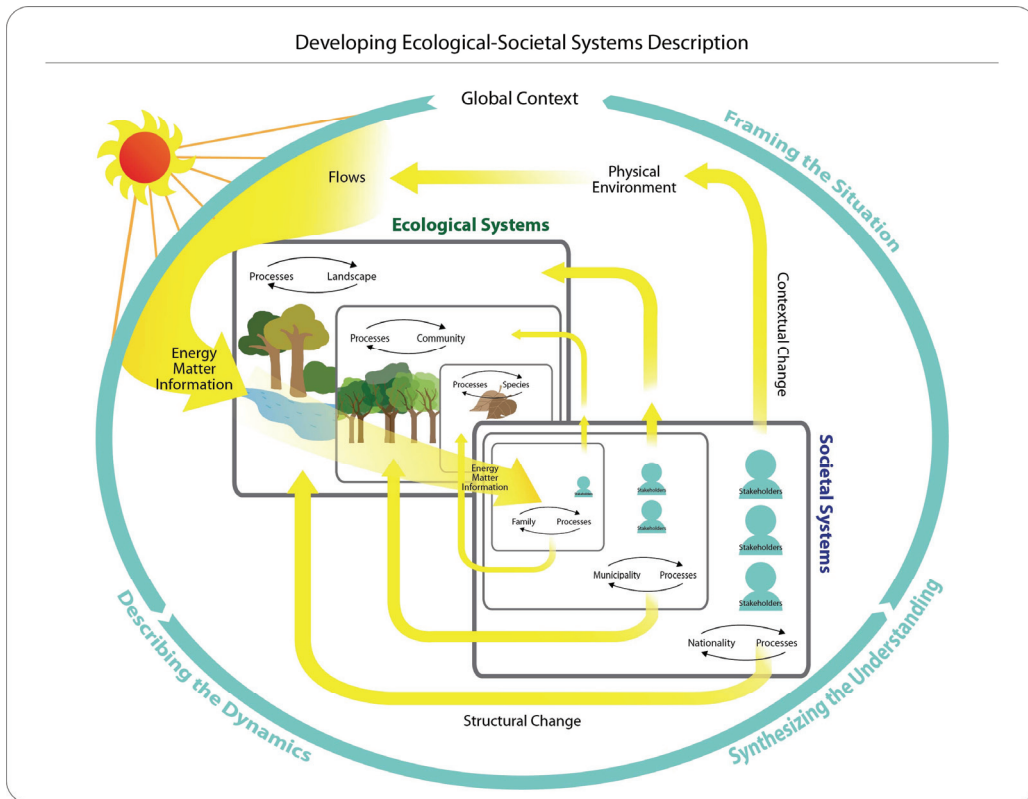 Developing Ecological-Societal Systems Description
Global Context
Framing the Situation
Flows
Physical
Environment
Ecological Systems
Processes
Landscape
Contextual Change
Processes
Community
Energy
Matter
Information
Processes
Species
Societal Systems
Energy
Matter
Information
Stakeholders
Stakeholders
Stakeholders
Stakeholders
Family
Processes
Stakeholders
Stakeholders
Municipality
Processes
Nationality
Processes
Describing the Dynamics
Structural Change
Synthesizing the Understanding